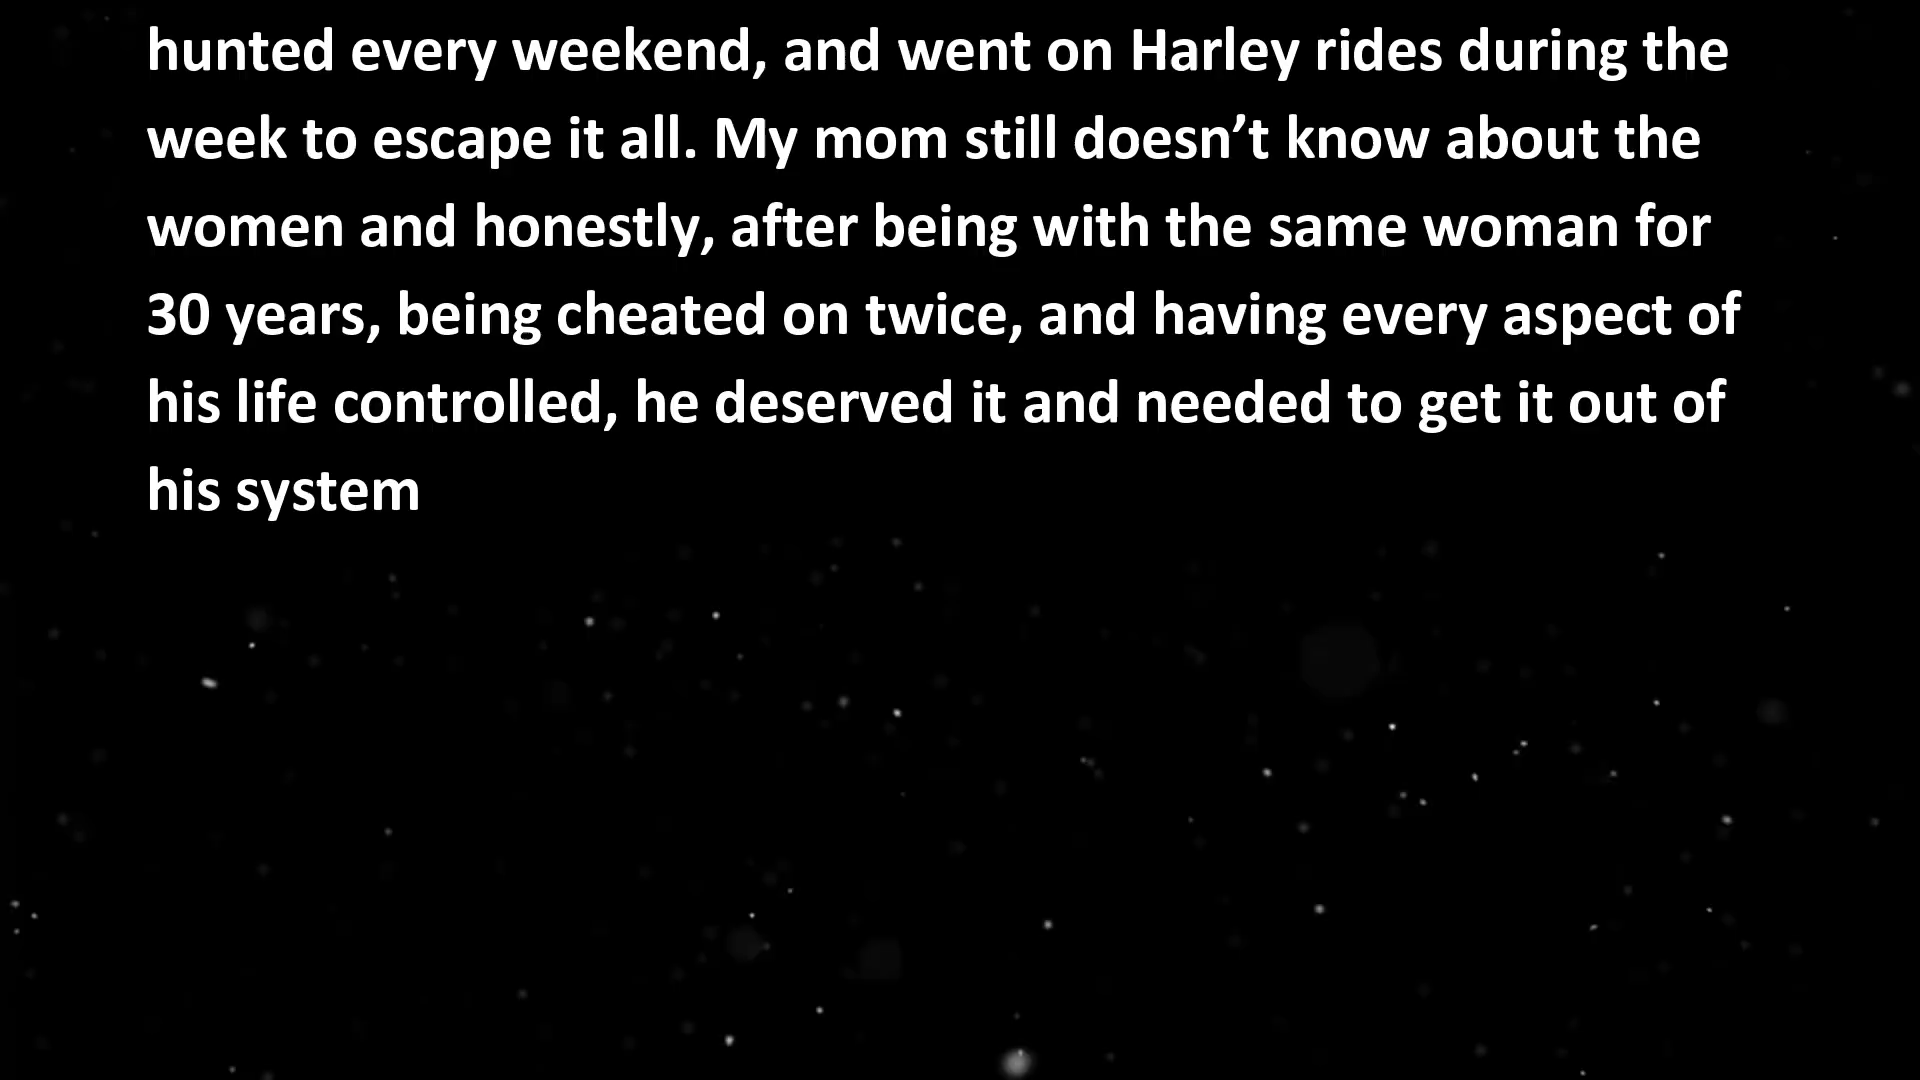 hunted every weekend, and went on Harley rides during the
week to escape it all. My mom still doesn’t know about the
women and honestly, after being with the same woman for
30 years, being cheated on twice, and having every aspect of
his life controlled, he deserved it and needed to get it out of
his system